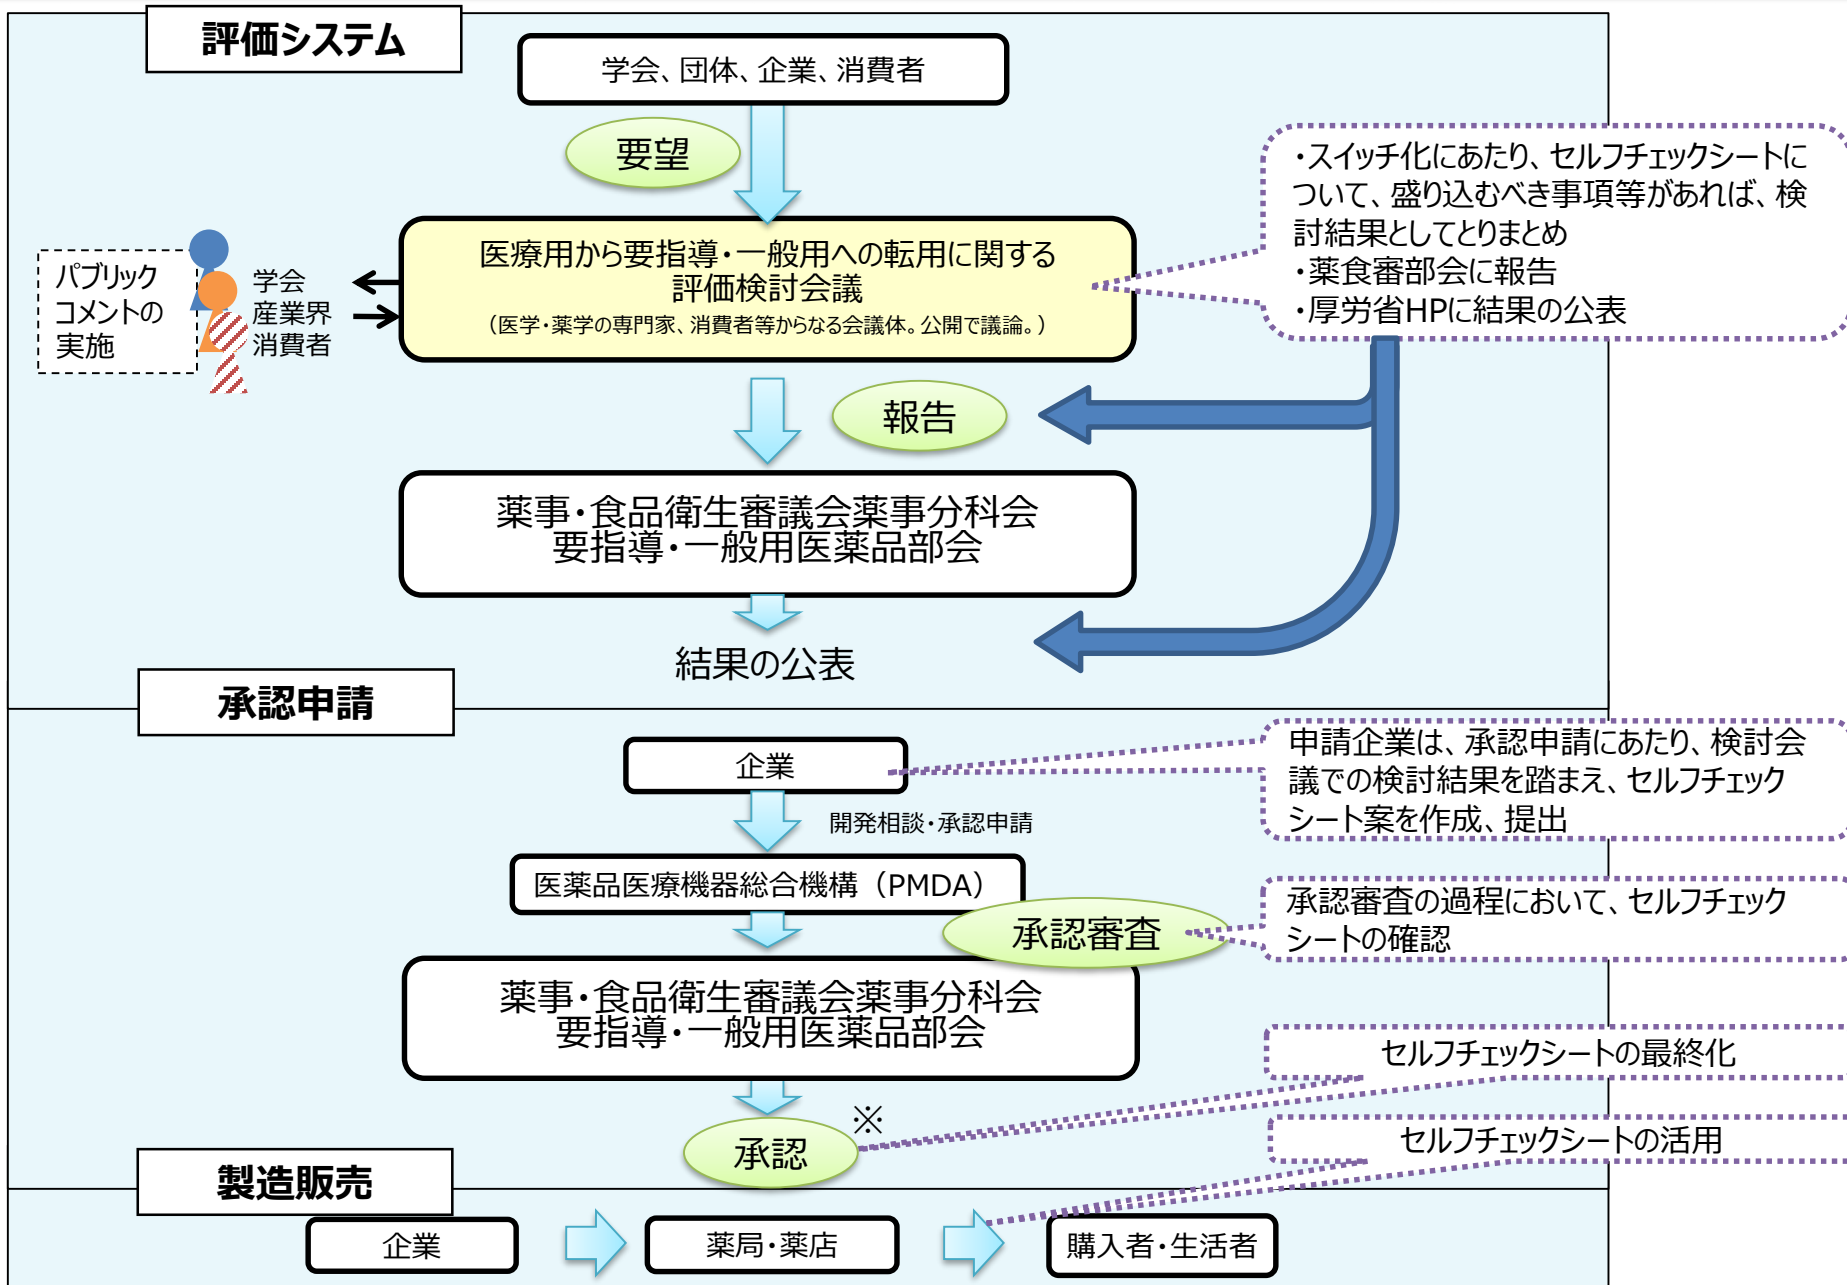 評価システム
学会、団体、企業、消費者
要望
・スイッチ化にあたり、セルフチェックシートに
ついて、盛り込むべき事項等があれば、検
討結果としてとりまとめ
・薬食審部会に報告
・厚労省HPに結果の公表
医療用から要指導・一般用への転用に関する
評価検討会議
（医学・薬学の専門家、消費者等からなる会議体。公開で議論。）
パブリック
コメントの
実施
学会
産業界
消費者
報告
薬事・食品衛生審議会薬事分科会
要指導・一般用医薬品部会
結果の公表
承認申請
企業
申請企業は、承認申請にあたり、検討会
議での検討結果を踏まえ、セルフチェック
シート案を作成、提出
開発相談・承認申請
医薬品医療機器総合機構（PMDA）
承認審査
承認審査の過程において、セルフチェック
シートの確認
薬事・食品衛生審議会薬事分科会
要指導・一般用医薬品部会
セルフチェックシートの最終化
※
承認
セルフチェックシートの活用
製造販売
企業
薬局・薬店
購入者・生活者